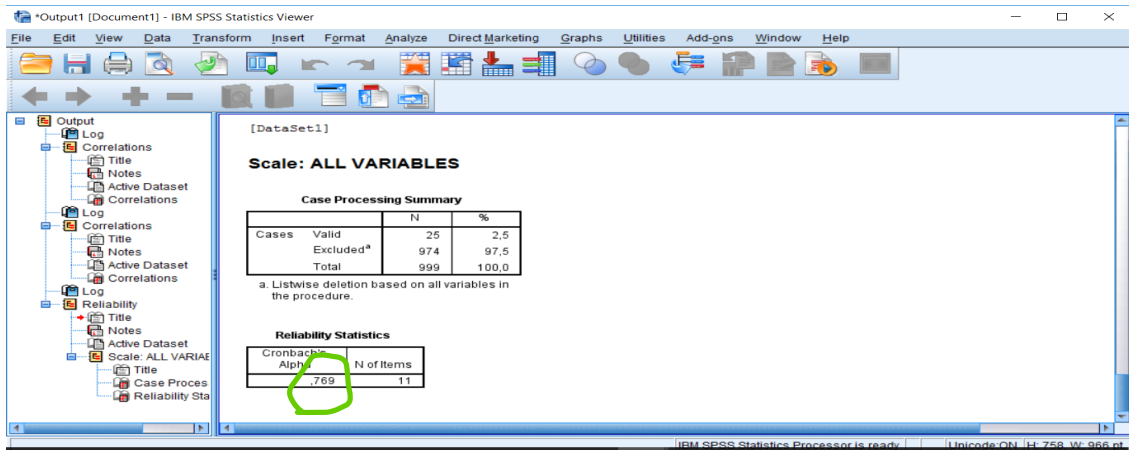 *Output1 [Document1] - IBM SPSS Statistics Viewer
File Edit View Data Transform Insert Format Analyze Direct Marketing Graphs Utilities Add-ons Window Help
Output
Log
Correlations
Title
Notes
Active Dataset
Correlations
Log
Correlations
Title
Notes
Active Dataset
Correlations
Log
Reliability
Title
Notes
Active Dataset
Scale: ALL VARIAE
Title
Case Proces
Reliability Sta
[DataSet1]
Scale: ALL VARIABLES
Case Processing Summary
N %
Cases Valid 25 2,5
Excludedᵃ 974 97,5
Total 999 100,0
a. Listwise deletion based on all variables in
the procedure.
Reliability Statistics
Cronbach's
Alpha N of Items
,769 11
IBM SPSS Statistics Processor is ready Unicode:ON H: 758, W: 966 pt